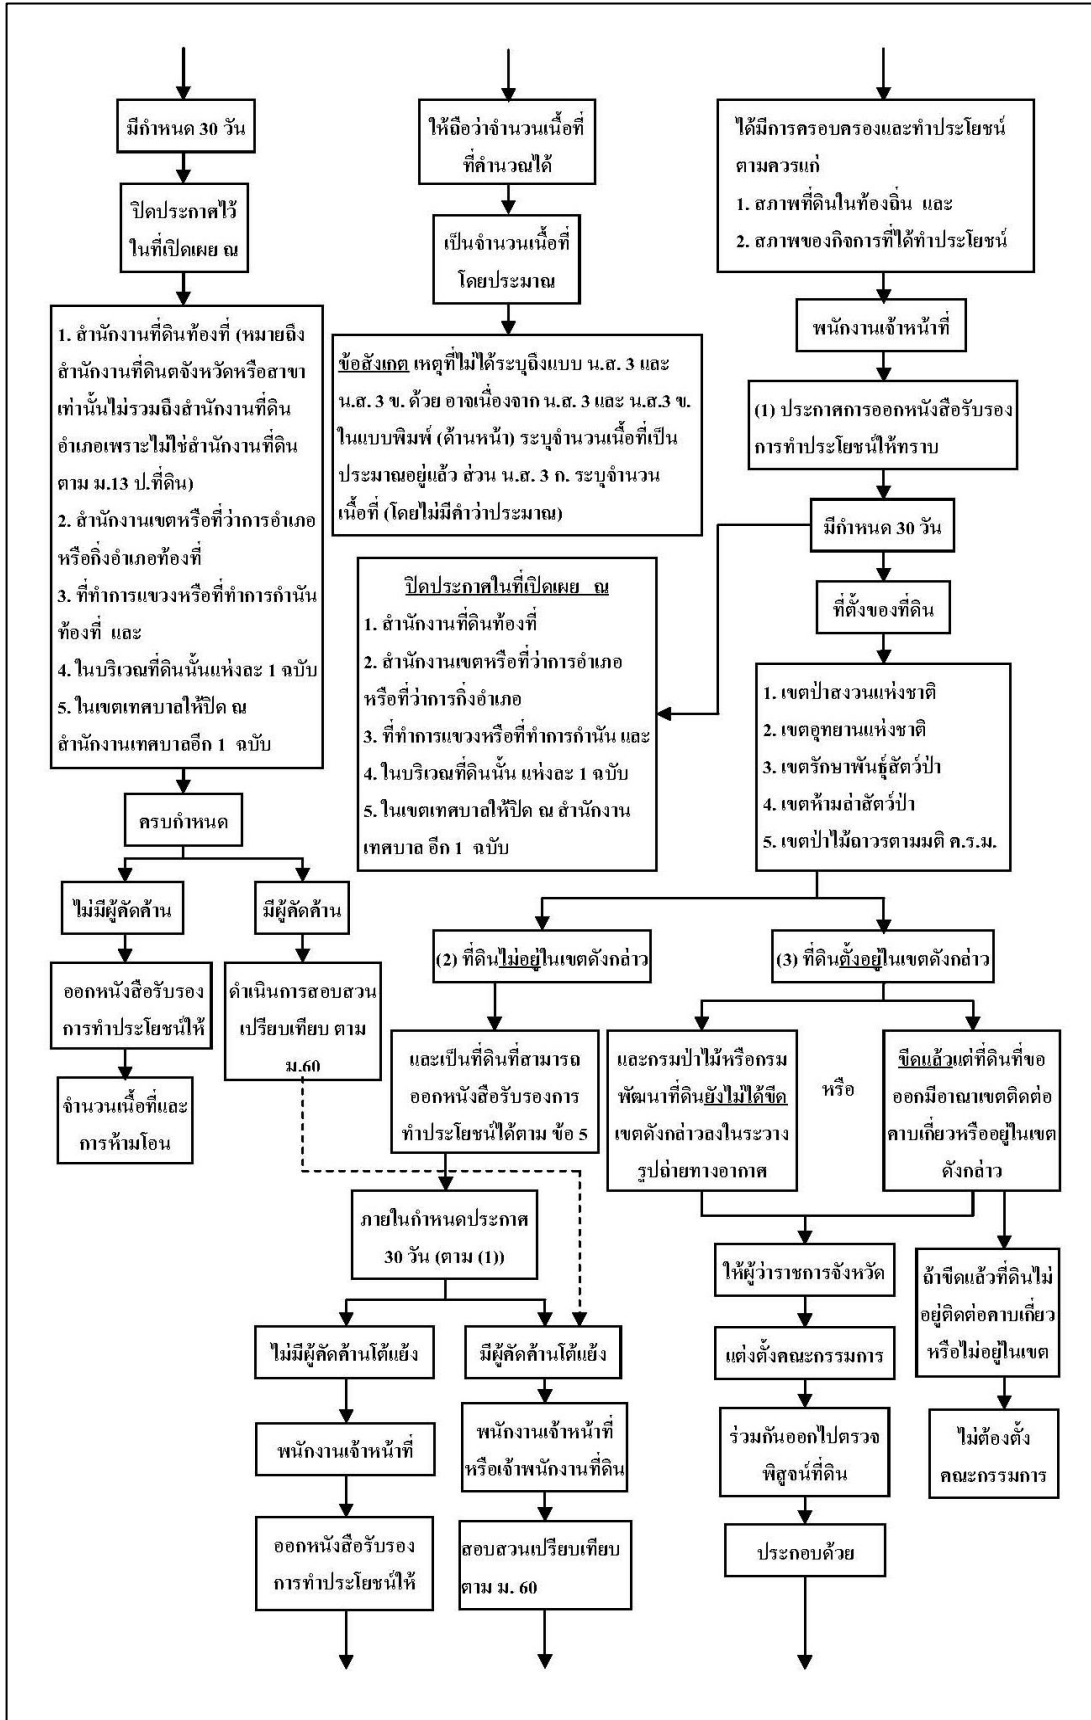 มีกำหนด 30 วัน
ปิดประกาศไว้
ในที่เปิดเผย ณ
1. สำนักงานที่ดินท้องที่ (หมายถึง
สำนักงานที่ดินตจังหวัดหรือสาขา
เท่านั้นไม่รวมถึงสำนักงานที่ดิน
อำเภอเพราะไม่ใช่สำนักงานที่ดิน
ตาม ม.13 ป.ที่ดิน)
2. สำนักงานเขตหรือที่ว่าการอำเภอ
หรือกิ่งอำเภอท้องที่
3. ที่ทำการแขวงหรือที่ทำการกำนัน
ท้องที่ และ
4. ในบริเวณที่ดินนั้นแห่งละ 1 ฉบับ
5. ในเขตเทศบาลให้ปิด ณ
สำนักงานเทศบาลอีก 1 ฉบับ
ครบกำหนด
ไม่มีผู้คัดค้าน
มีผู้คัดค้าน
ออกหนังสือรับรอง
การทำประโยชน์ให้
ดำเนินการสอบสวน
เปรียบเทียบ ตาม
ม.60
จำนวนเนื้อที่และ
การห้ามโอน
ให้ถือว่าจำนวนเนื้อที่
ที่คำนวณได้
เป็นจำนวนเนื้อที่
โดยประมาณ
ข้อสังเกต เหตุที่ไม่ได้ระบุถึงแบบ น.ส. 3 และ
น.ส. 3 ข. ด้วย อาจเนื่องจาก น.ส. 3 และ น.ส.3 ข.
ในแบบพิมพ์ (ด้านหน้า) ระบุจำนวนเนื้อที่เป็น
ประมาณอยู่แล้ว ส่วน น.ส. 3 ก. ระบุจำนวน
เนื้อที่ (โดยไม่มีคำว่าประมาณ)
ปิดประกาศในที่เปิดเผย ณ
1. สำนักงานที่ดินท้องที่
2. สำนักงานเขตหรือที่ว่าการอำเภอ
หรือที่ว่าการกิ่งอำเภอ
3. ที่ทำการแขวงหรือที่ทำการกำนัน และ
4. ในบริเวณที่ดินนั้น แห่งละ 1 ฉบับ
5. ในเขตเทศบาลให้ปิด ณ สำนักงาน
เทศบาล อีก 1 ฉบับ
ได้มีการครอบครองและทำประโยชน์
ตามควรแก่
1. สภาพที่ดินในท้องถิ่น และ
2. สภาพของกิจการที่ได้ทำประโยชน์
พนักงานเจ้าหน้าที่
(1) ประกาศการออกหนังสือรับรอง
การทำประโยชน์ให้ทราบ
มีกำหนด 30 วัน
ที่ตั้งของที่ดิน
1. เขตป่าสงวนแห่งชาติ
2. เขตอุทยานแห่งชาติ
3. เขตรักษาพันธุ์สัตว์ป่า
4. เขตห้ามล่าสัตว์ป่า
5. เขตป่าไม้ถาวรตามมติ ค.ร.ม.
(2) ที่ดินไม่อยู่ในเขตดังกล่าว
(3) ที่ดินตั้งอยู่ในเขตดังกล่าว
และเป็นที่ดินที่สามารถ
ออกหนังสือรับรองการ
ทำประโยชน์ได้ตาม ข้อ 5
ภายในกำหนดประกาศ
30 วัน (ตาม (1))
ไม่มีผู้คัดค้านโต้แย้ง
มีผู้คัดค้านโต้แย้ง
พนักงานเจ้าหน้าที่
พนักงานเจ้าหน้าที่
หรือเจ้าพนักงานที่ดิน
ออกหนังสือรับรอง
การทำประโยชน์ให้
สอบสวนเปรียบเทียบ
ตาม ม. 60
และกรมป่าไม้หรือกรม
พัฒนาที่ดินยังไม่ได้ขีด
เขตดังกล่าวลงในระวาง
รูปถ่ายทางอากาศ
หรือ
ขีดแล้วแต่ที่ดินที่ขอ
ออกมีอาณาเขตติดต่อ
คาบเกี่ยวหรืออยู่ในเขต
ดังกล่าว
ให้ผู้ว่าราชการจังหวัด
แต่งตั้งคณะกรรมการ
ร่วมกันออกไปตรวจ
พิสูจน์ที่ดิน
ประกอบด้วย
ถ้าขีดแล้วที่ดินไม่
อยู่ติดต่อคาบเกี่ยว
หรือไม่อยู่ในเขต
ไม่ต้องตั้ง
คณะกรรมการ